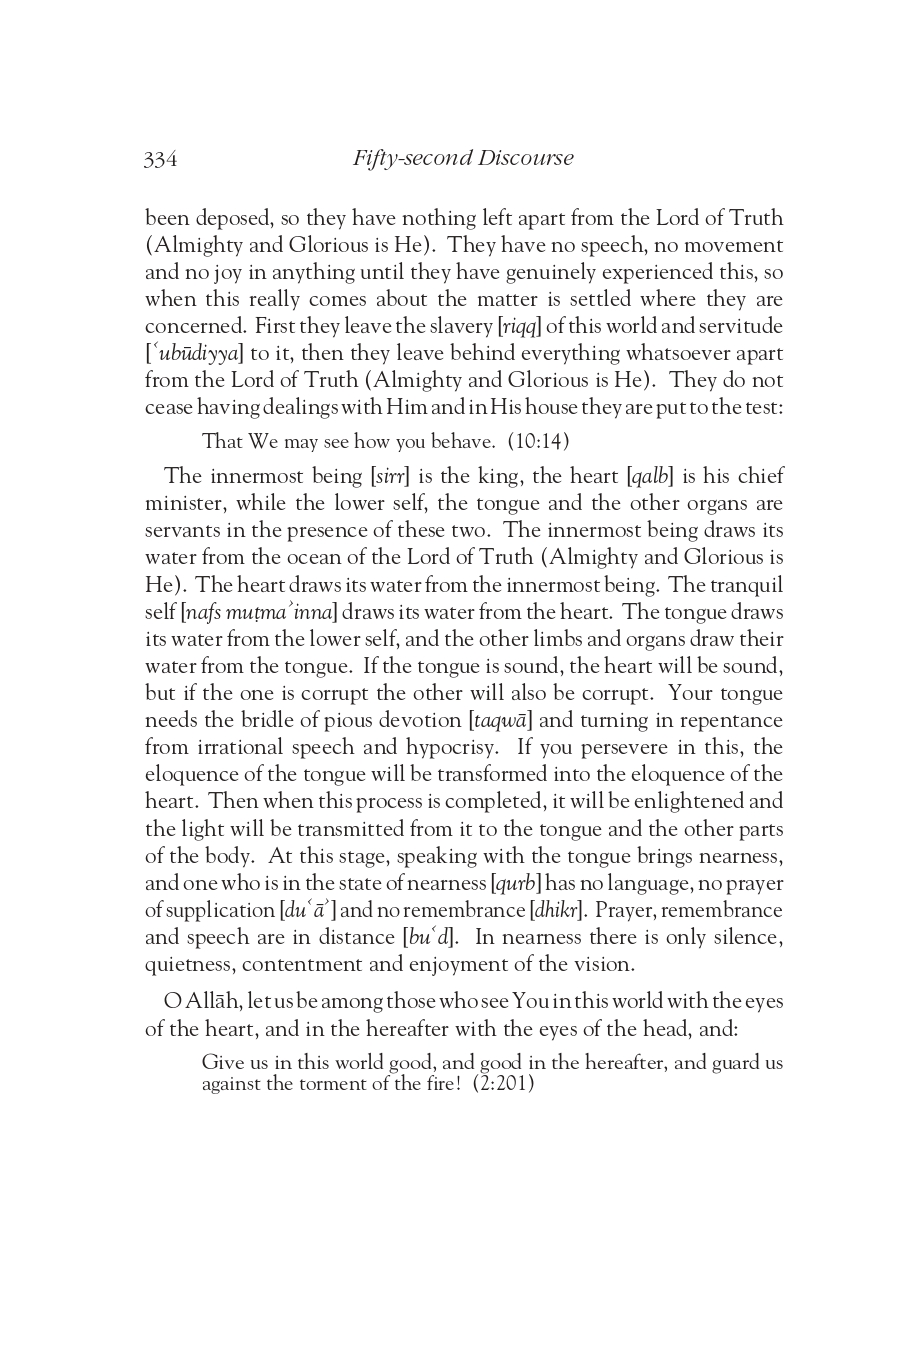 334
Fifty-second Discourse
been deposed, so they have nothing left apart from the Lord of Truth
(Almighty and Glorious is He). They have no speech, no movement
and no joy in anything until they have genuinely experienced this, so
when this really comes about the matter is settled where they are
concerned. First they leave the slavery [riqq] of this world and servitude
[ʿubūdiyya] to it, then they leave behind everything whatsoever apart
from the Lord of Truth (Almighty and Glorious is He). They do not
cease having dealings with Him and in His house they are put to the test:
That We may see how you behave. (10:14)
The innermost being [sirr] is the king, the heart [qalb] is his chief
minister, while the lower self, the tongue and the other organs are
servants in the presence of these two. The innermost being draws its
water from the ocean of the Lord of Truth (Almighty and Glorious is
He). The heart draws its water from the innermost being. The tranquil
self [nafs muṭmaʾinna] draws its water from the heart. The tongue draws
its water from the lower self, and the other limbs and organs draw their
water from the tongue. If the tongue is sound, the heart will be sound,
but if the one is corrupt the other will also be corrupt. Your tongue
needs the bridle of pious devotion [taqwā] and turning in repentance
from irrational speech and hypocrisy. If you persevere in this, the
eloquence of the tongue will be transformed into the eloquence of the
heart. Then when this process is completed, it will be enlightened and
the light will be transmitted from it to the tongue and the other parts
of the body. At this stage, speaking with the tongue brings nearness,
and one who is in the state of nearness [qurb] has no language, no prayer
of supplication [duʿāʾ] and no remembrance [dhikr]. Prayer, remembrance
and speech are in distance [buʿd]. In nearness there is only silence,
quietness, contentment and enjoyment of the vision.
O Allāh, let us be among those who see You in this world with the eyes
of the heart, and in the hereafter with the eyes of the head, and:
Give us in this world good, and good in the hereafter, and guard us
against the torment of the fire! (2:201)